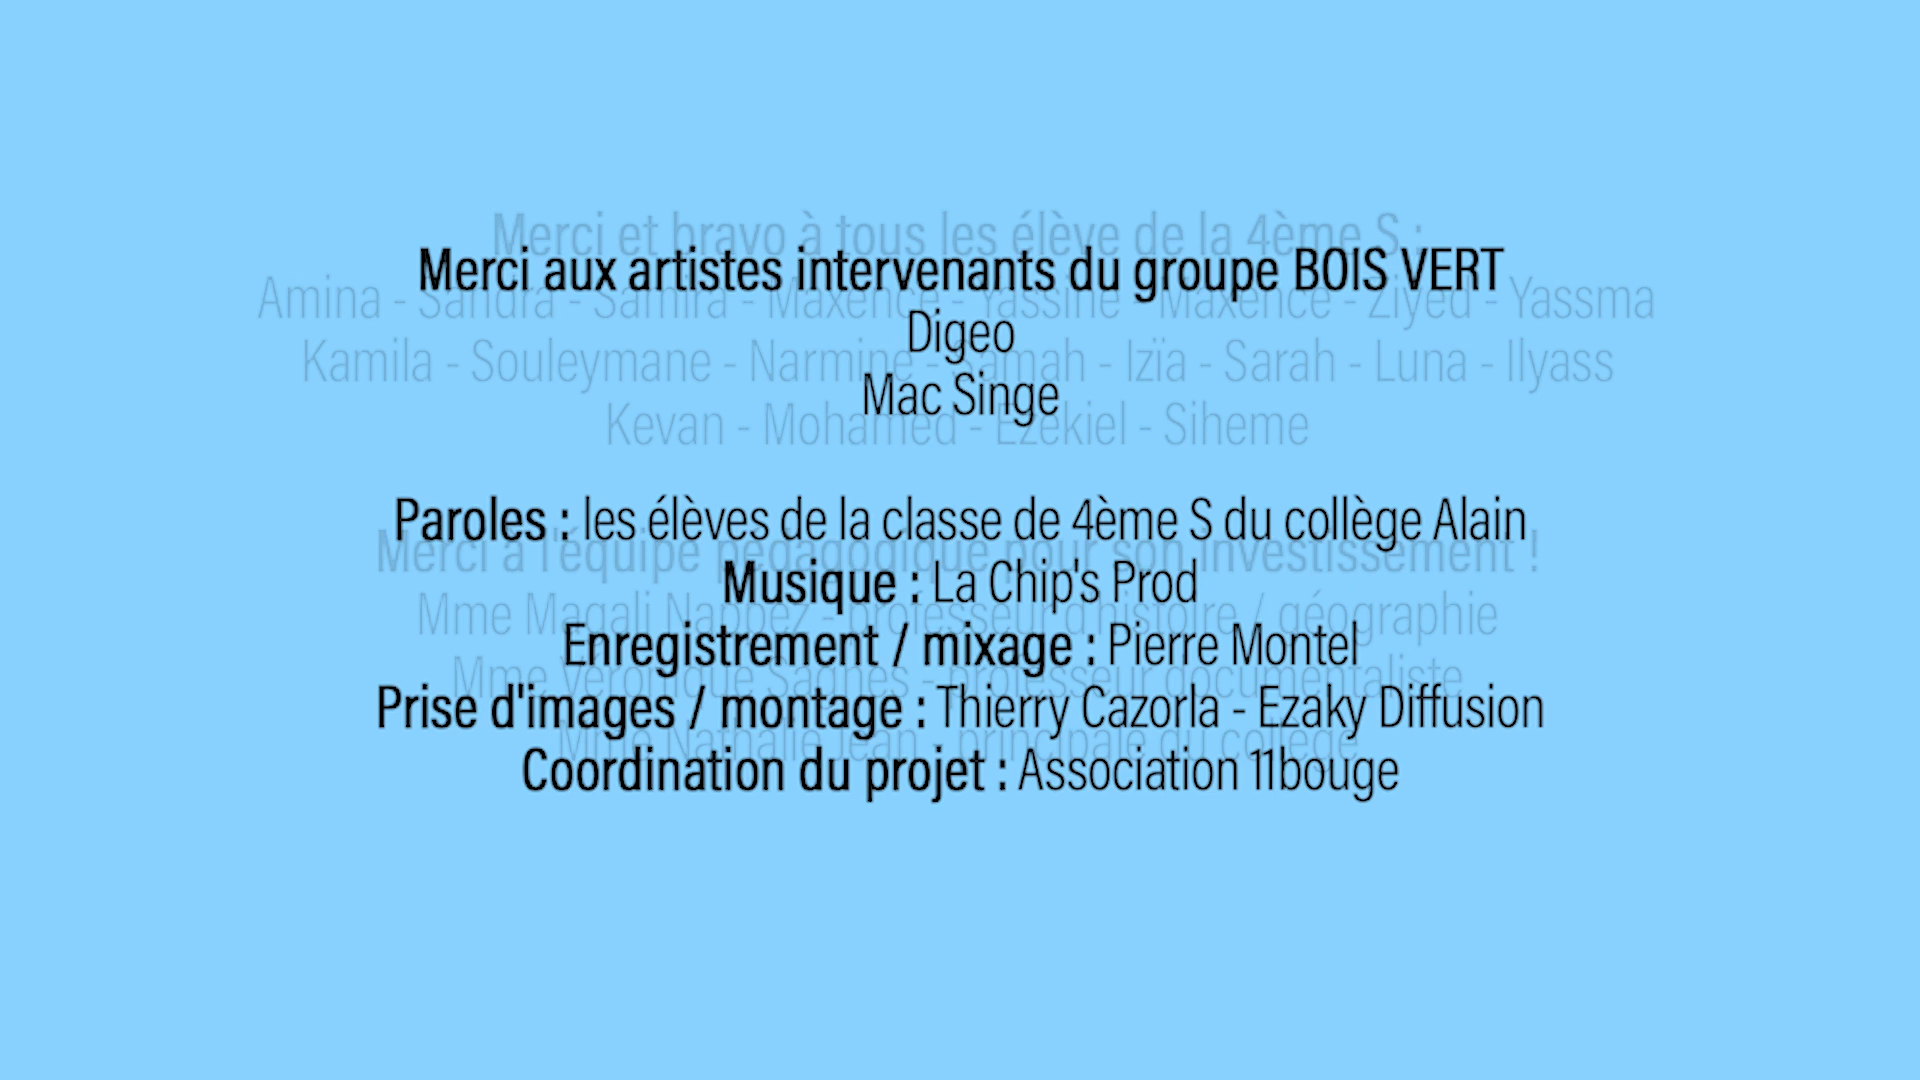 Merci et bravo à tous les élève de la 4ème S :
Amina - Sandra - Samira - Maxence - Yassine - Maxence - Ziyed - Yassma
Kamila - Souleymane - Narmine - Samah - Izïa - Sarah - Luna - Ilyass
Kevan - Mohamed - Ezékiel - Siheme
Merci à l'équipe pédagogique pour son investissement !
Mme Magali - professeur d'histoire / géographie
Mme Véronique Sagnes - professeur documentaliste
Mme Nathalie Jean - principale du collège
Merci aux artistes intervenants du groupe BOIS VERT
Digeo
Mac Singe
Paroles : les élèves de la classe de 4ème S du collège Alain
Musique : La Chip's Prod
Enregistrement / mixage : Pierre Montel
Prise d'images / montage : Thierry Cazorla - Ezaky Diffusion
Coordination du projet : Association 11bouge